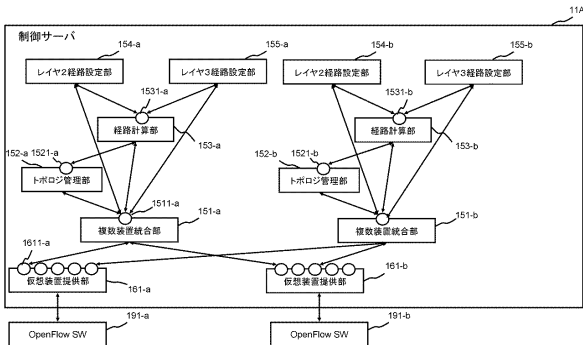 11A
制御サーバ
154-a
155-a
154-b
155-b
レイヤ2経路設定部
レイヤ3経路設定部
レイヤ2経路設定部
レイヤ3経路設定部
1531-a
1531-b
経路計算部
経路計算部
152-a
1521-a
153-a
152-b
1521-b
153-b
トポロジ管理部
トポロジ管理部
1511-a
151-a
151-b
複数装置統合部
複数装置統合部
1611-a
161-b
仮想装置提供部
仮想装置提供部
161-a
191-a
191-b
OpenFlow SW
OpenFlow SW